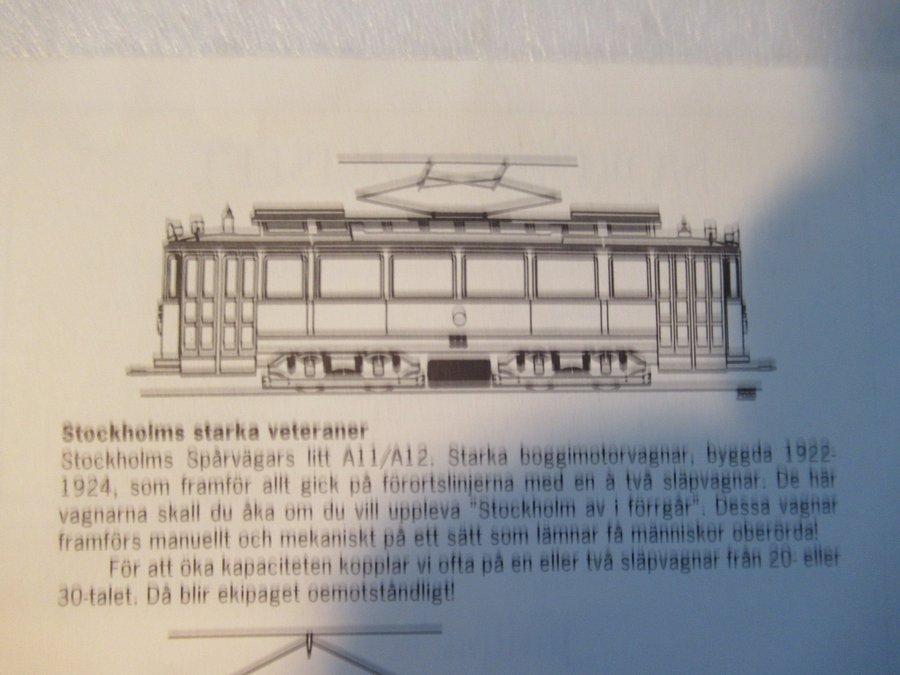 Stockholms starka veteraner
Stockholms Spårvägars litt A11/A12. Starka boggimotorvagnar, byggda 1922-
1924, som framför allt gick på förortslinjerna med en à två släpvagnar. De här
vagnarna skall du åka om du vill uppleva "Stockholm av i förrgår". Dessa vagnar
framförs manuellt och mekaniskt på ett sätt som lämnar få människor oberörda!
För att öka kapaciteten kopplar vi ofta på en eller två släpvagnar från 20- eller
30-talet. Då blir ekipaget oemotståndligt!